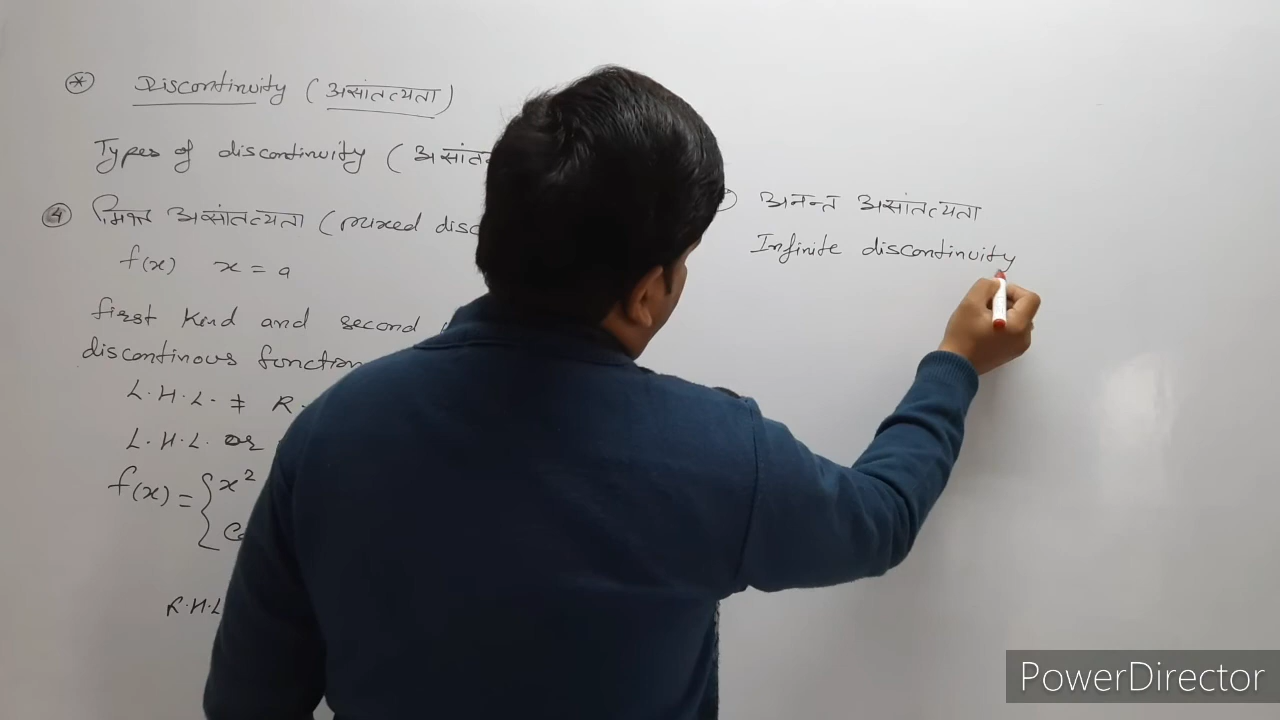 * Discontinuity (असांतत्यता)
Types of discontinuity (असांत
4 मिश्र असांतत्यता (mixed disc
f(x) x = a
first Kind and second
discontinous function
L.H.L. ≠ R.
L.H.L. or
f(x) = { x²
R.H.L
अनन्त असांतत्यता
Infinite discontinuity
PowerDirector